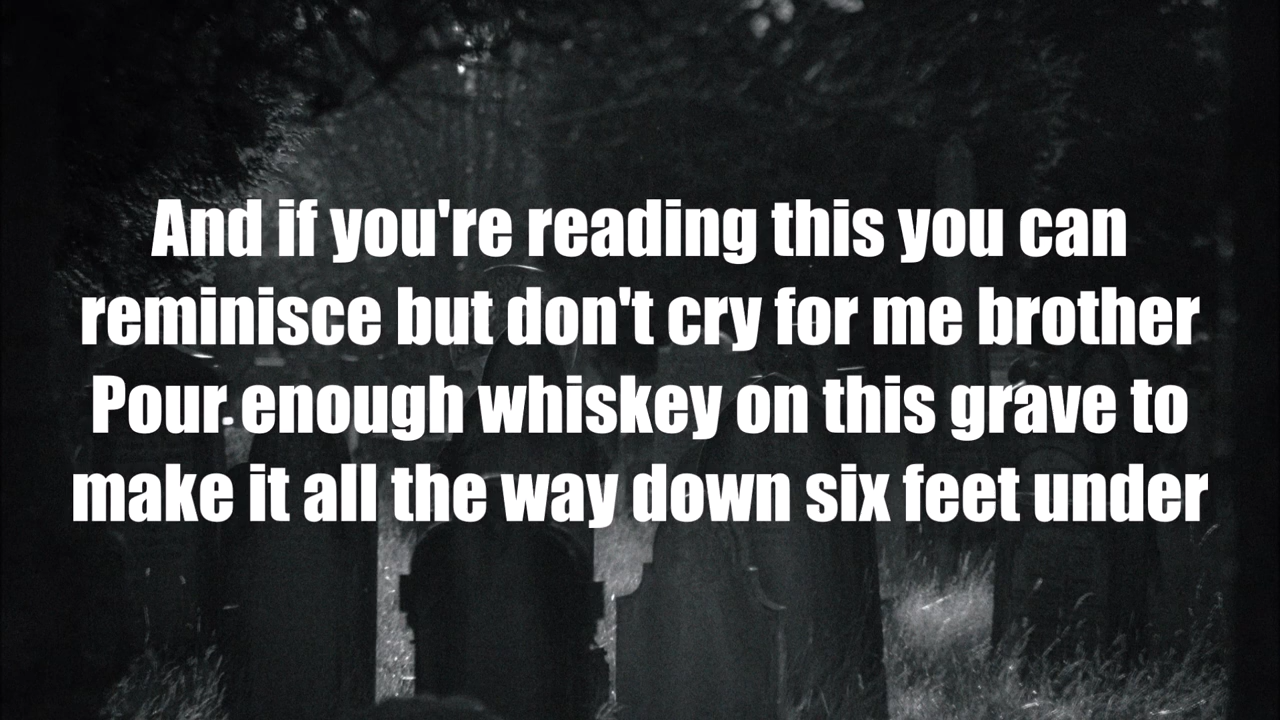 And if you're reading this you can
reminisce but don't cry for me brother
Pour enough whiskey on this grave to
make it all the way down six feet under